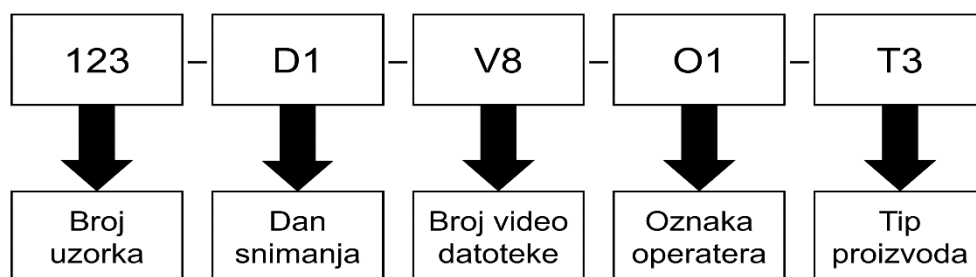 123 – D1 – V8 – O1 – T3
Broj uzorka
Dan snimanja
Broj video datoteke
Oznaka operatera
Tip proizvoda